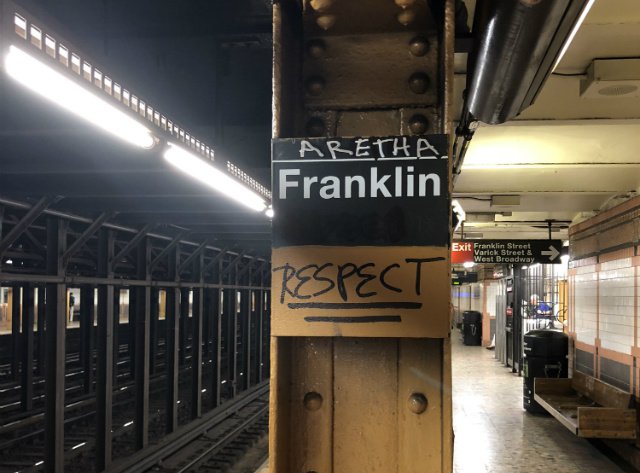 ARETHA
Franklin
RESPECT
Exit
Franklin Street
Varick Street &
West Broadway